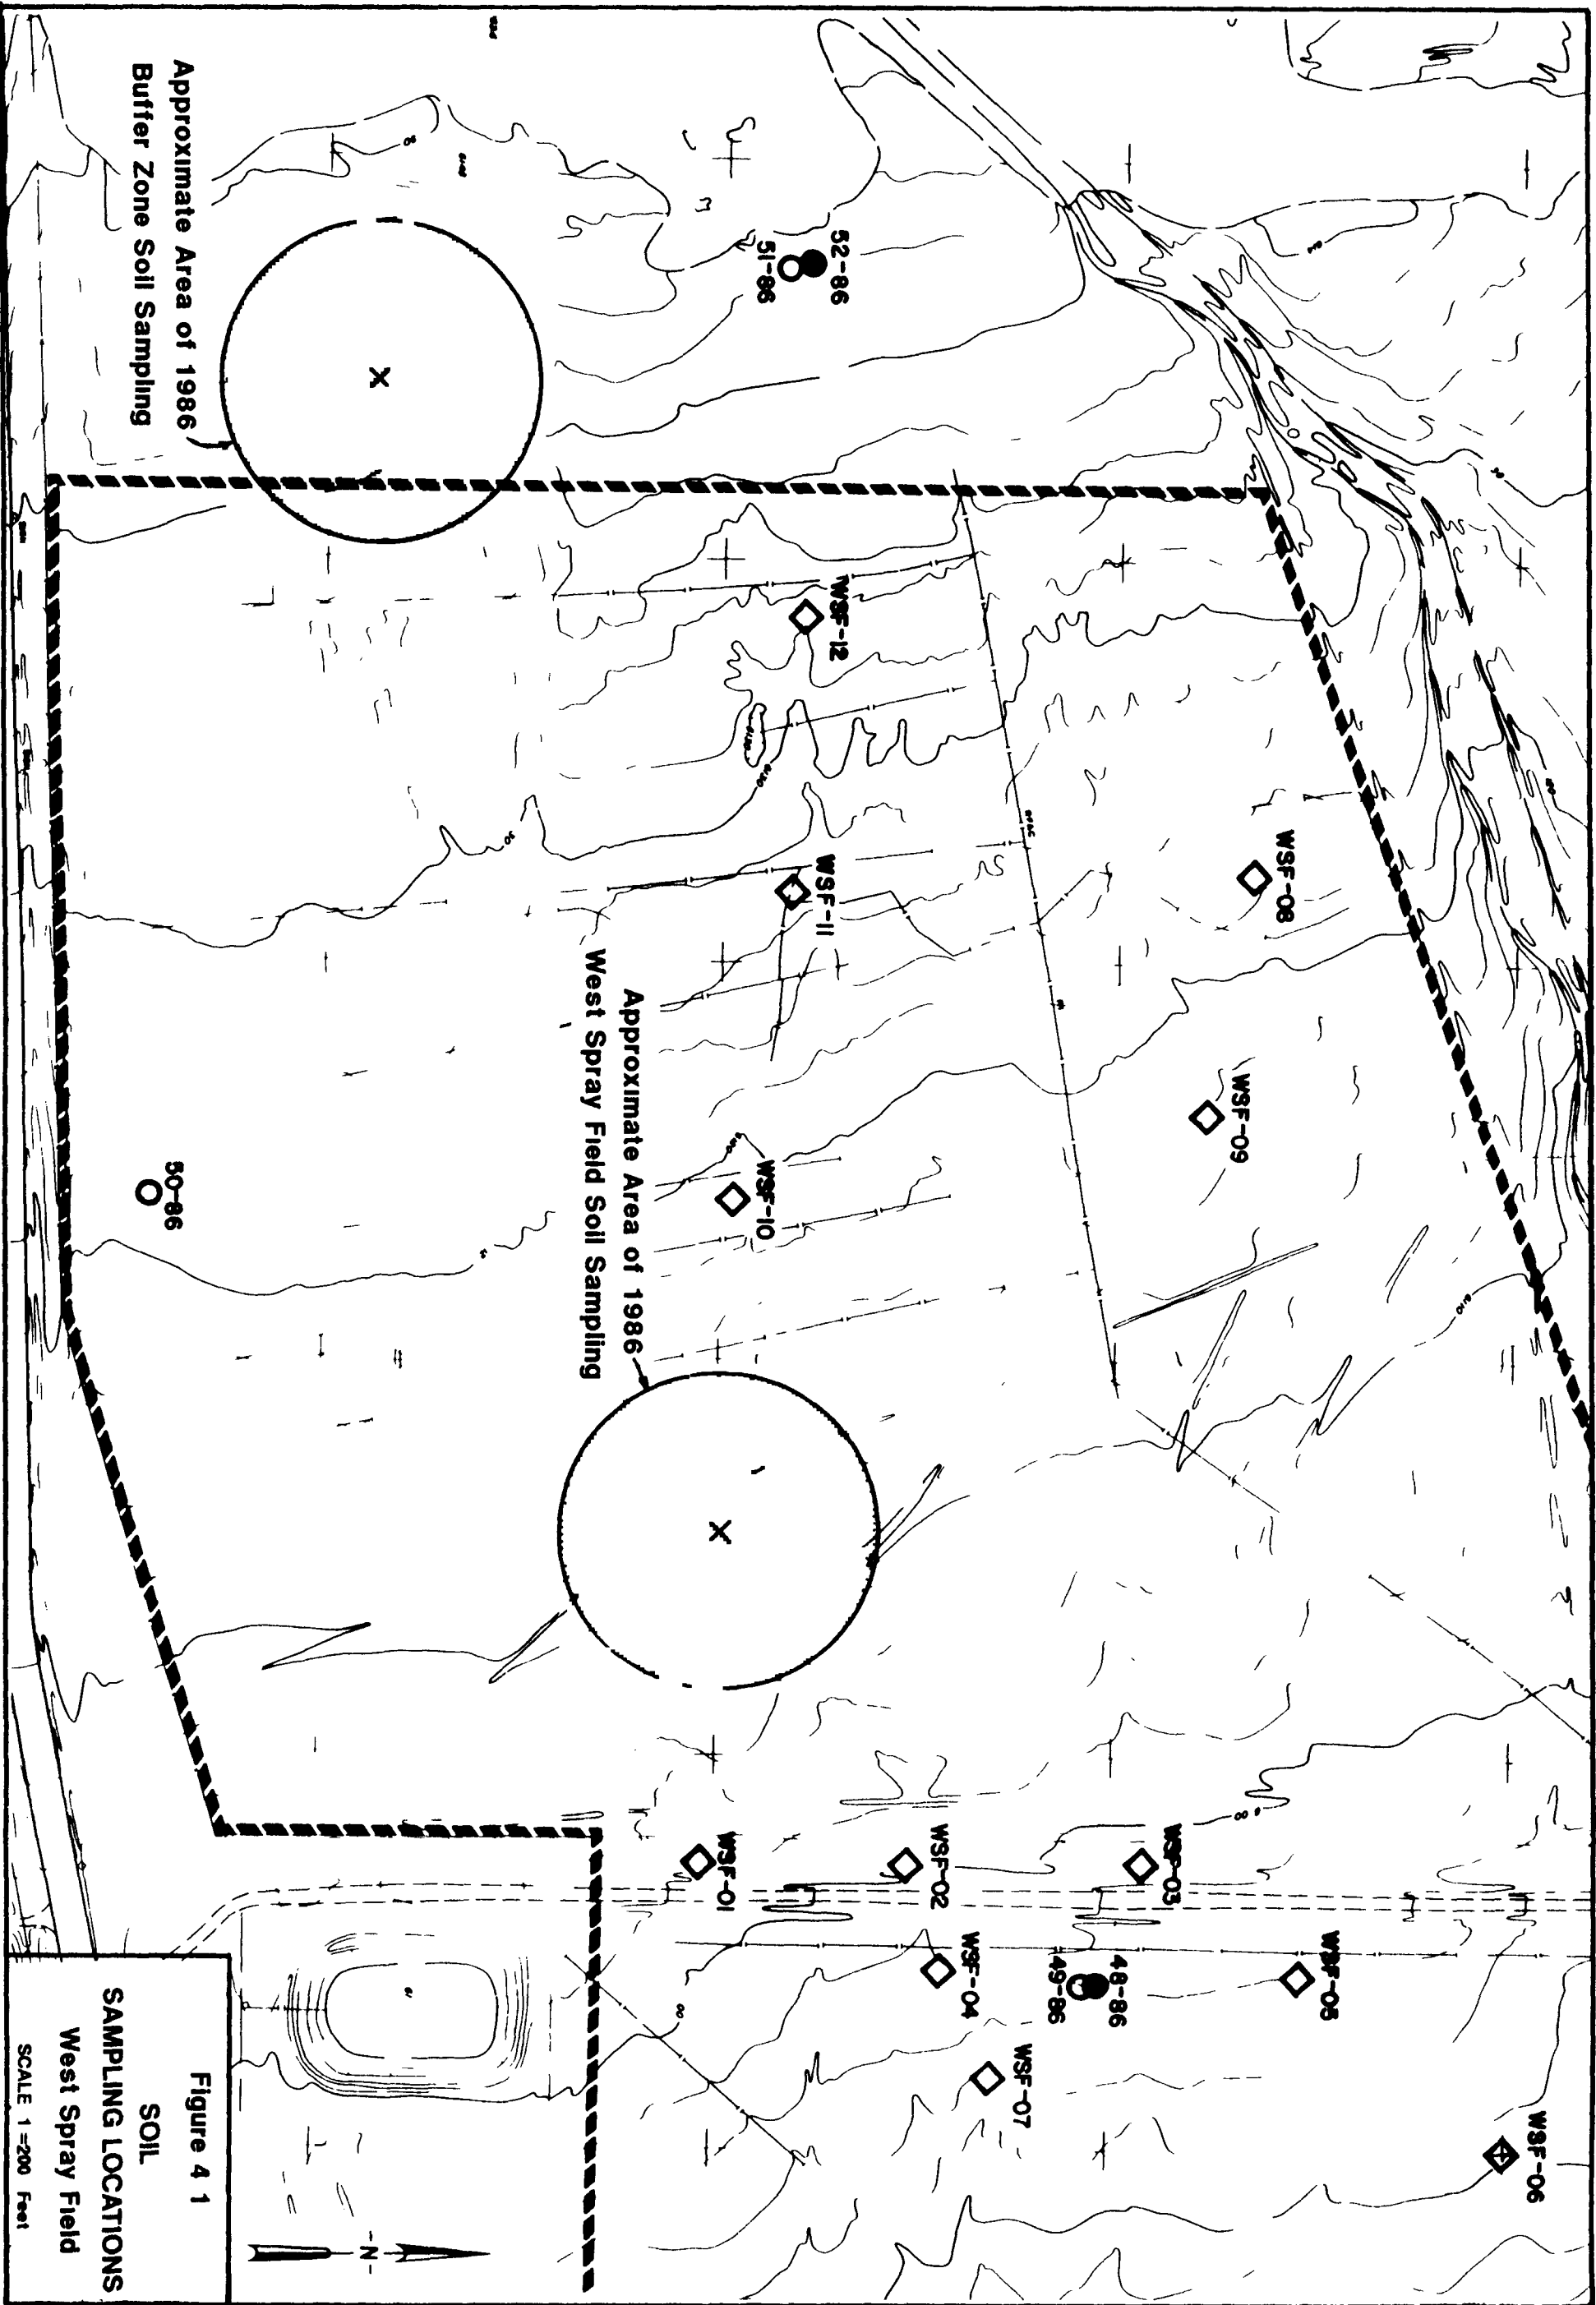 Approximate Area of 1986
Buffer Zone Soil Sampling
52-86
51-86
WSF-12
WSF-08
WSF-11
WSF-09
WSF-10
Approximate Area of 1986
West Spray Field Soil Sampling
50-86
WSF-03
WSF-02
WSF-01
WSF-05
48-86
49-86
WSF-04
WSF-07
WSF-06
-N-
Figure 4 1
SOIL
SAMPLING LOCATIONS
West Spray Field
SCALE 1 =200 Feet